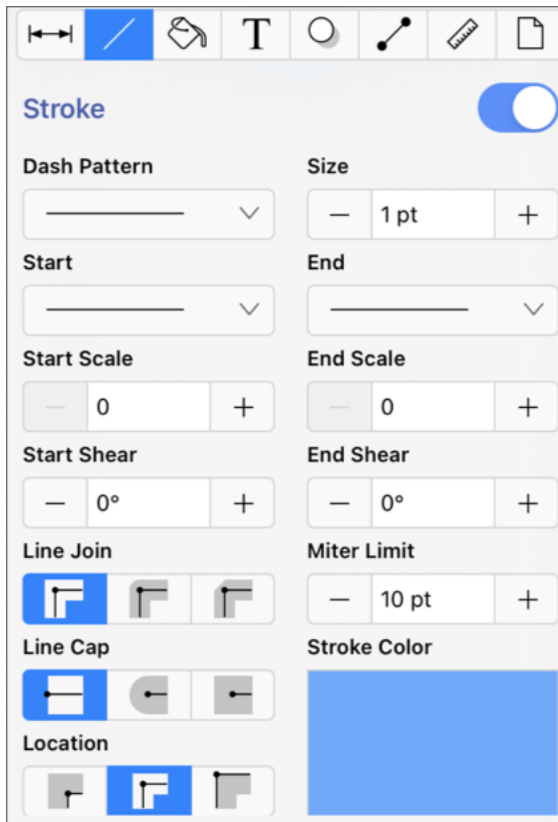 T
Stroke
Dash Pattern
Size
1 pt
Start
End
Start Scale
End Scale
0
0
Start Shear
End Shear
0°
0°
Line Join
Miter Limit
10 pt
Line Cap
Stroke Color
Location